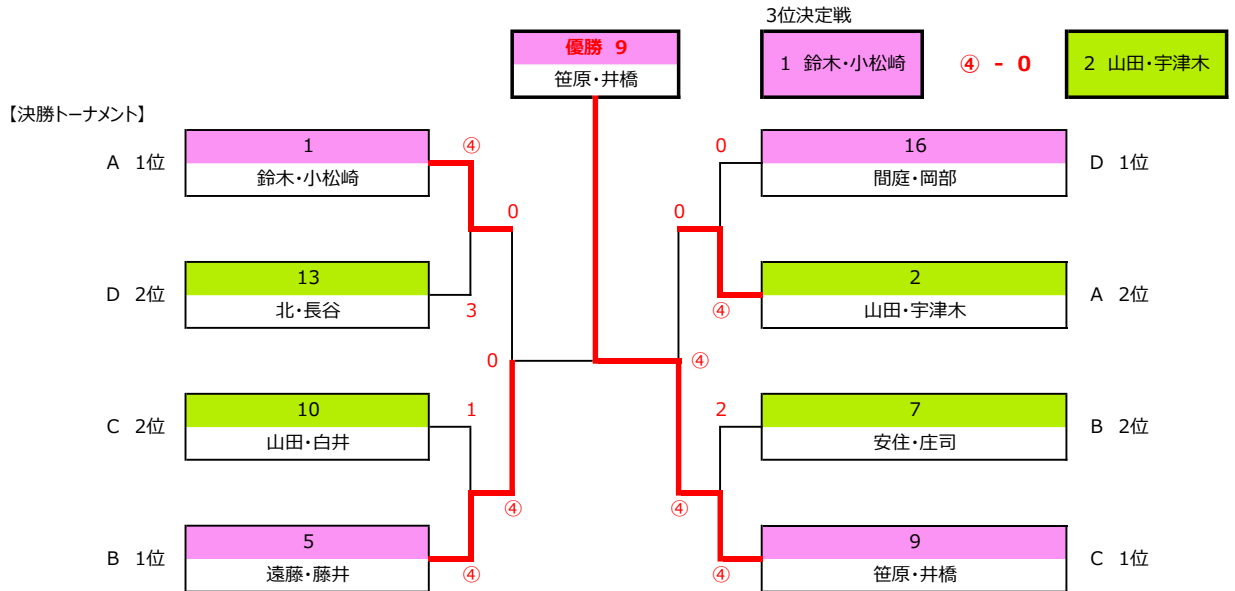 3位決定戦
優勝 9
笹原・井橋
1 鈴木・小松崎
④ - 0
2 山田・宇津木
【決勝トーナメント】
A 1位
1
鈴木・小松崎
④
0
D 2位
13
北・長谷
3
0
C 2位
10
山田・白井
1
④
B 1位
5
遠藤・藤井
④
0
16
間庭・岡部
D 1位
0
2
山田・宇津木
A 2位
④
④
2
7
安住・庄司
B 2位
④
9
笹原・井橋
C 1位
④